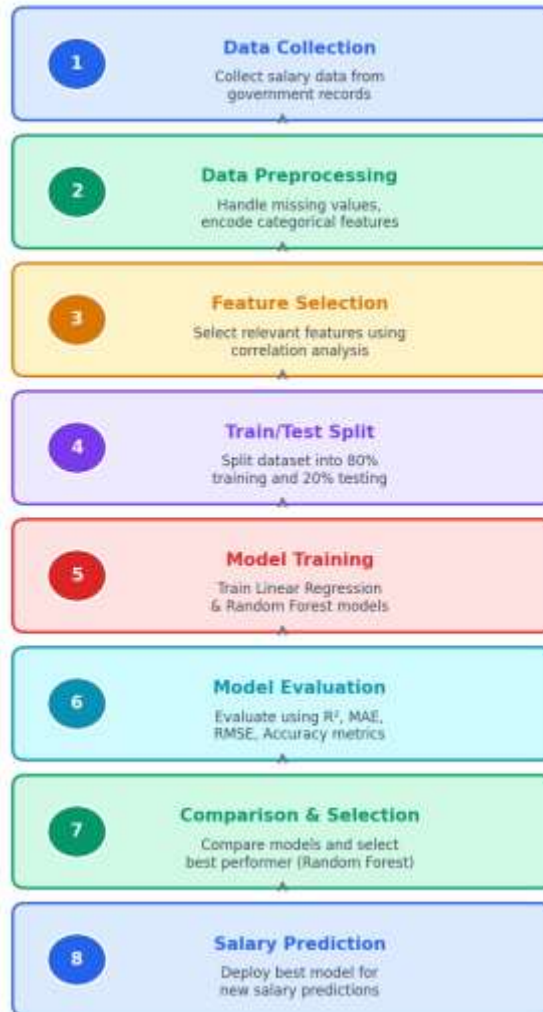 1
Data Collection
Collect salary data from
government records
2
Data Preprocessing
Handle missing values,
encode categorical features
3
Feature Selection
Select relevant features using
correlation analysis
4
Train/Test Split
Split dataset into 80%
training and 20% testing
5
Model Training
Train Linear Regression
& Random Forest models
6
Model Evaluation
Evaluate using R², MAE,
RMSE, Accuracy metrics
7
Comparison & Selection
Compare models and select
best performer (Random Forest)
8
Salary Prediction
Deploy best model for
new salary predictions